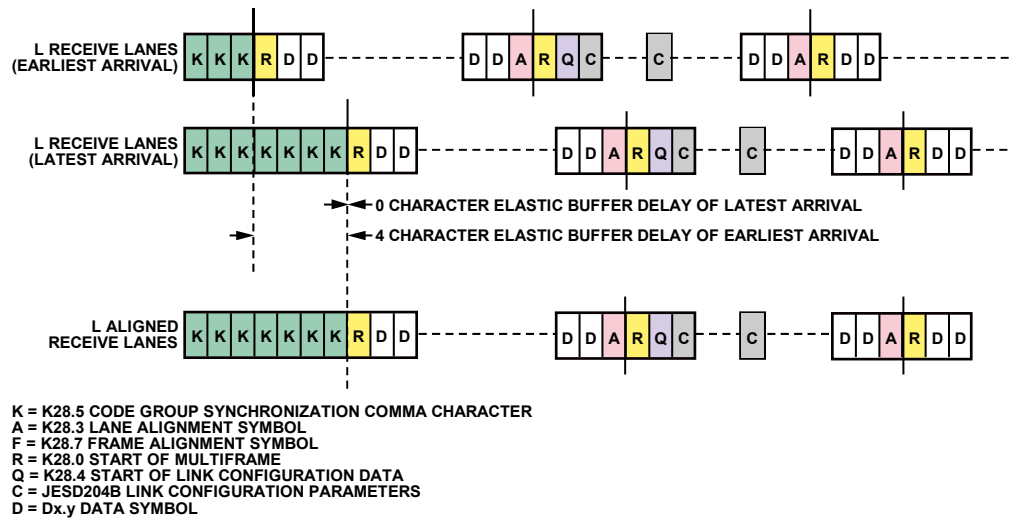 L RECEIVE LANES
(EARLIEST ARRIVAL)
K K K R D D
D D A R Q C
C
D D A R D D
L RECEIVE LANES
(LATEST ARRIVAL)
K K K K K K K R D D
D D A R Q C
C
D D A R D D
0 CHARACTER ELASTIC BUFFER DELAY OF LATEST ARRIVAL
4 CHARACTER ELASTIC BUFFER DELAY OF EARLIEST ARRIVAL
L ALIGNED
RECEIVE LANES
K K K K K K K R D D
D D A R Q C
C
D D A R D D
K = K28.5 CODE GROUP SYNCHRONIZATION COMMA CHARACTER
A = K28.3 LANE ALIGNMENT SYMBOL
F = K28.7 FRAME ALIGNMENT SYMBOL
R = K28.0 START OF MULTIFRAME
Q = K28.4 START OF LINK CONFIGURATION DATA
C = JESD204B LINK CONFIGURATION PARAMETERS
D = Dx.y DATA SYMBOL